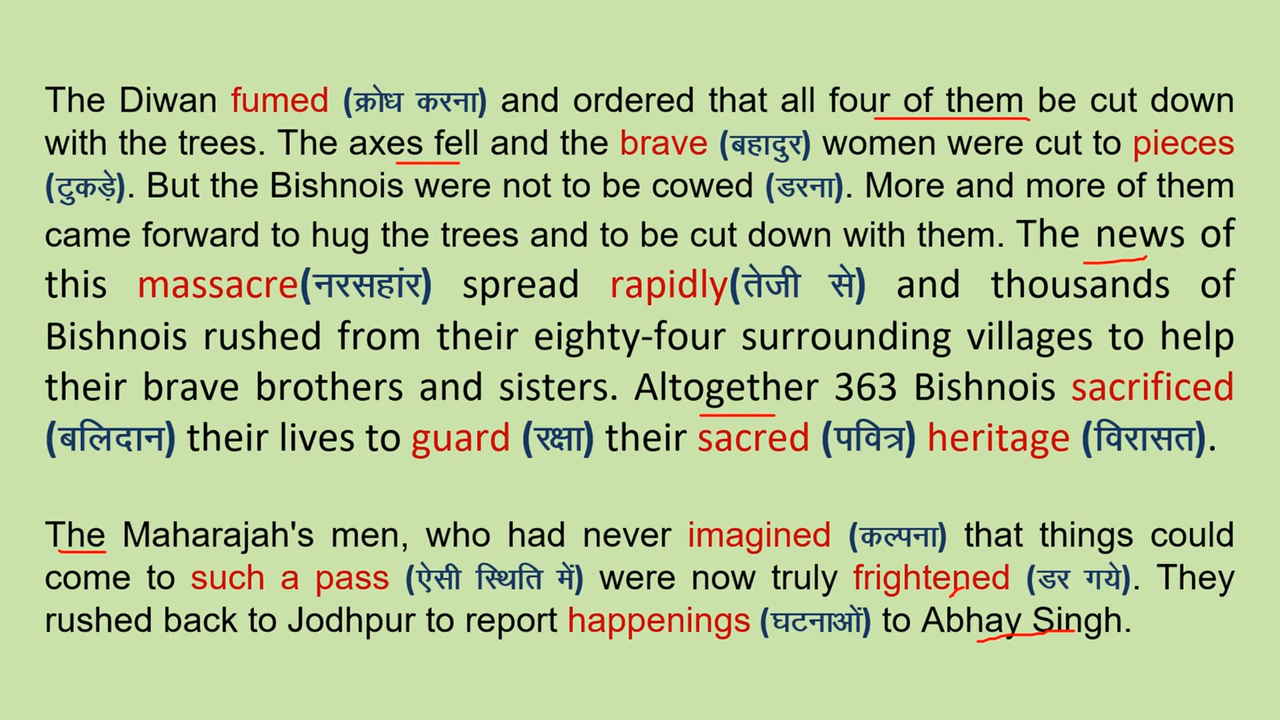 The Diwan fumed (क्रोध करना) and ordered that all four of them be cut down
with the trees. The axes fell and the brave (बहादुर) women were cut to pieces
(टुकड़े). But the Bishnois were not to be cowed (डरना). More and more of them
came forward to hug the trees and to be cut down with them. The news of
this massacre(नरसहांर) spread rapidly(तेजी से) and thousands of
Bishnois rushed from their eighty-four surrounding villages to help
their brave brothers and sisters. Altogether 363 Bishnois sacrificed
(बलिदान) their lives to guard (रक्षा) their sacred (पवित्र) heritage (विरासत).
The Maharajah's men, who had never imagined (कल्पना) that things could
come to such a pass (ऐसी स्थिति में) were now truly frightened (डर गये). They
rushed back to Jodhpur to report happenings (घटनाओं) to Abhay Singh.